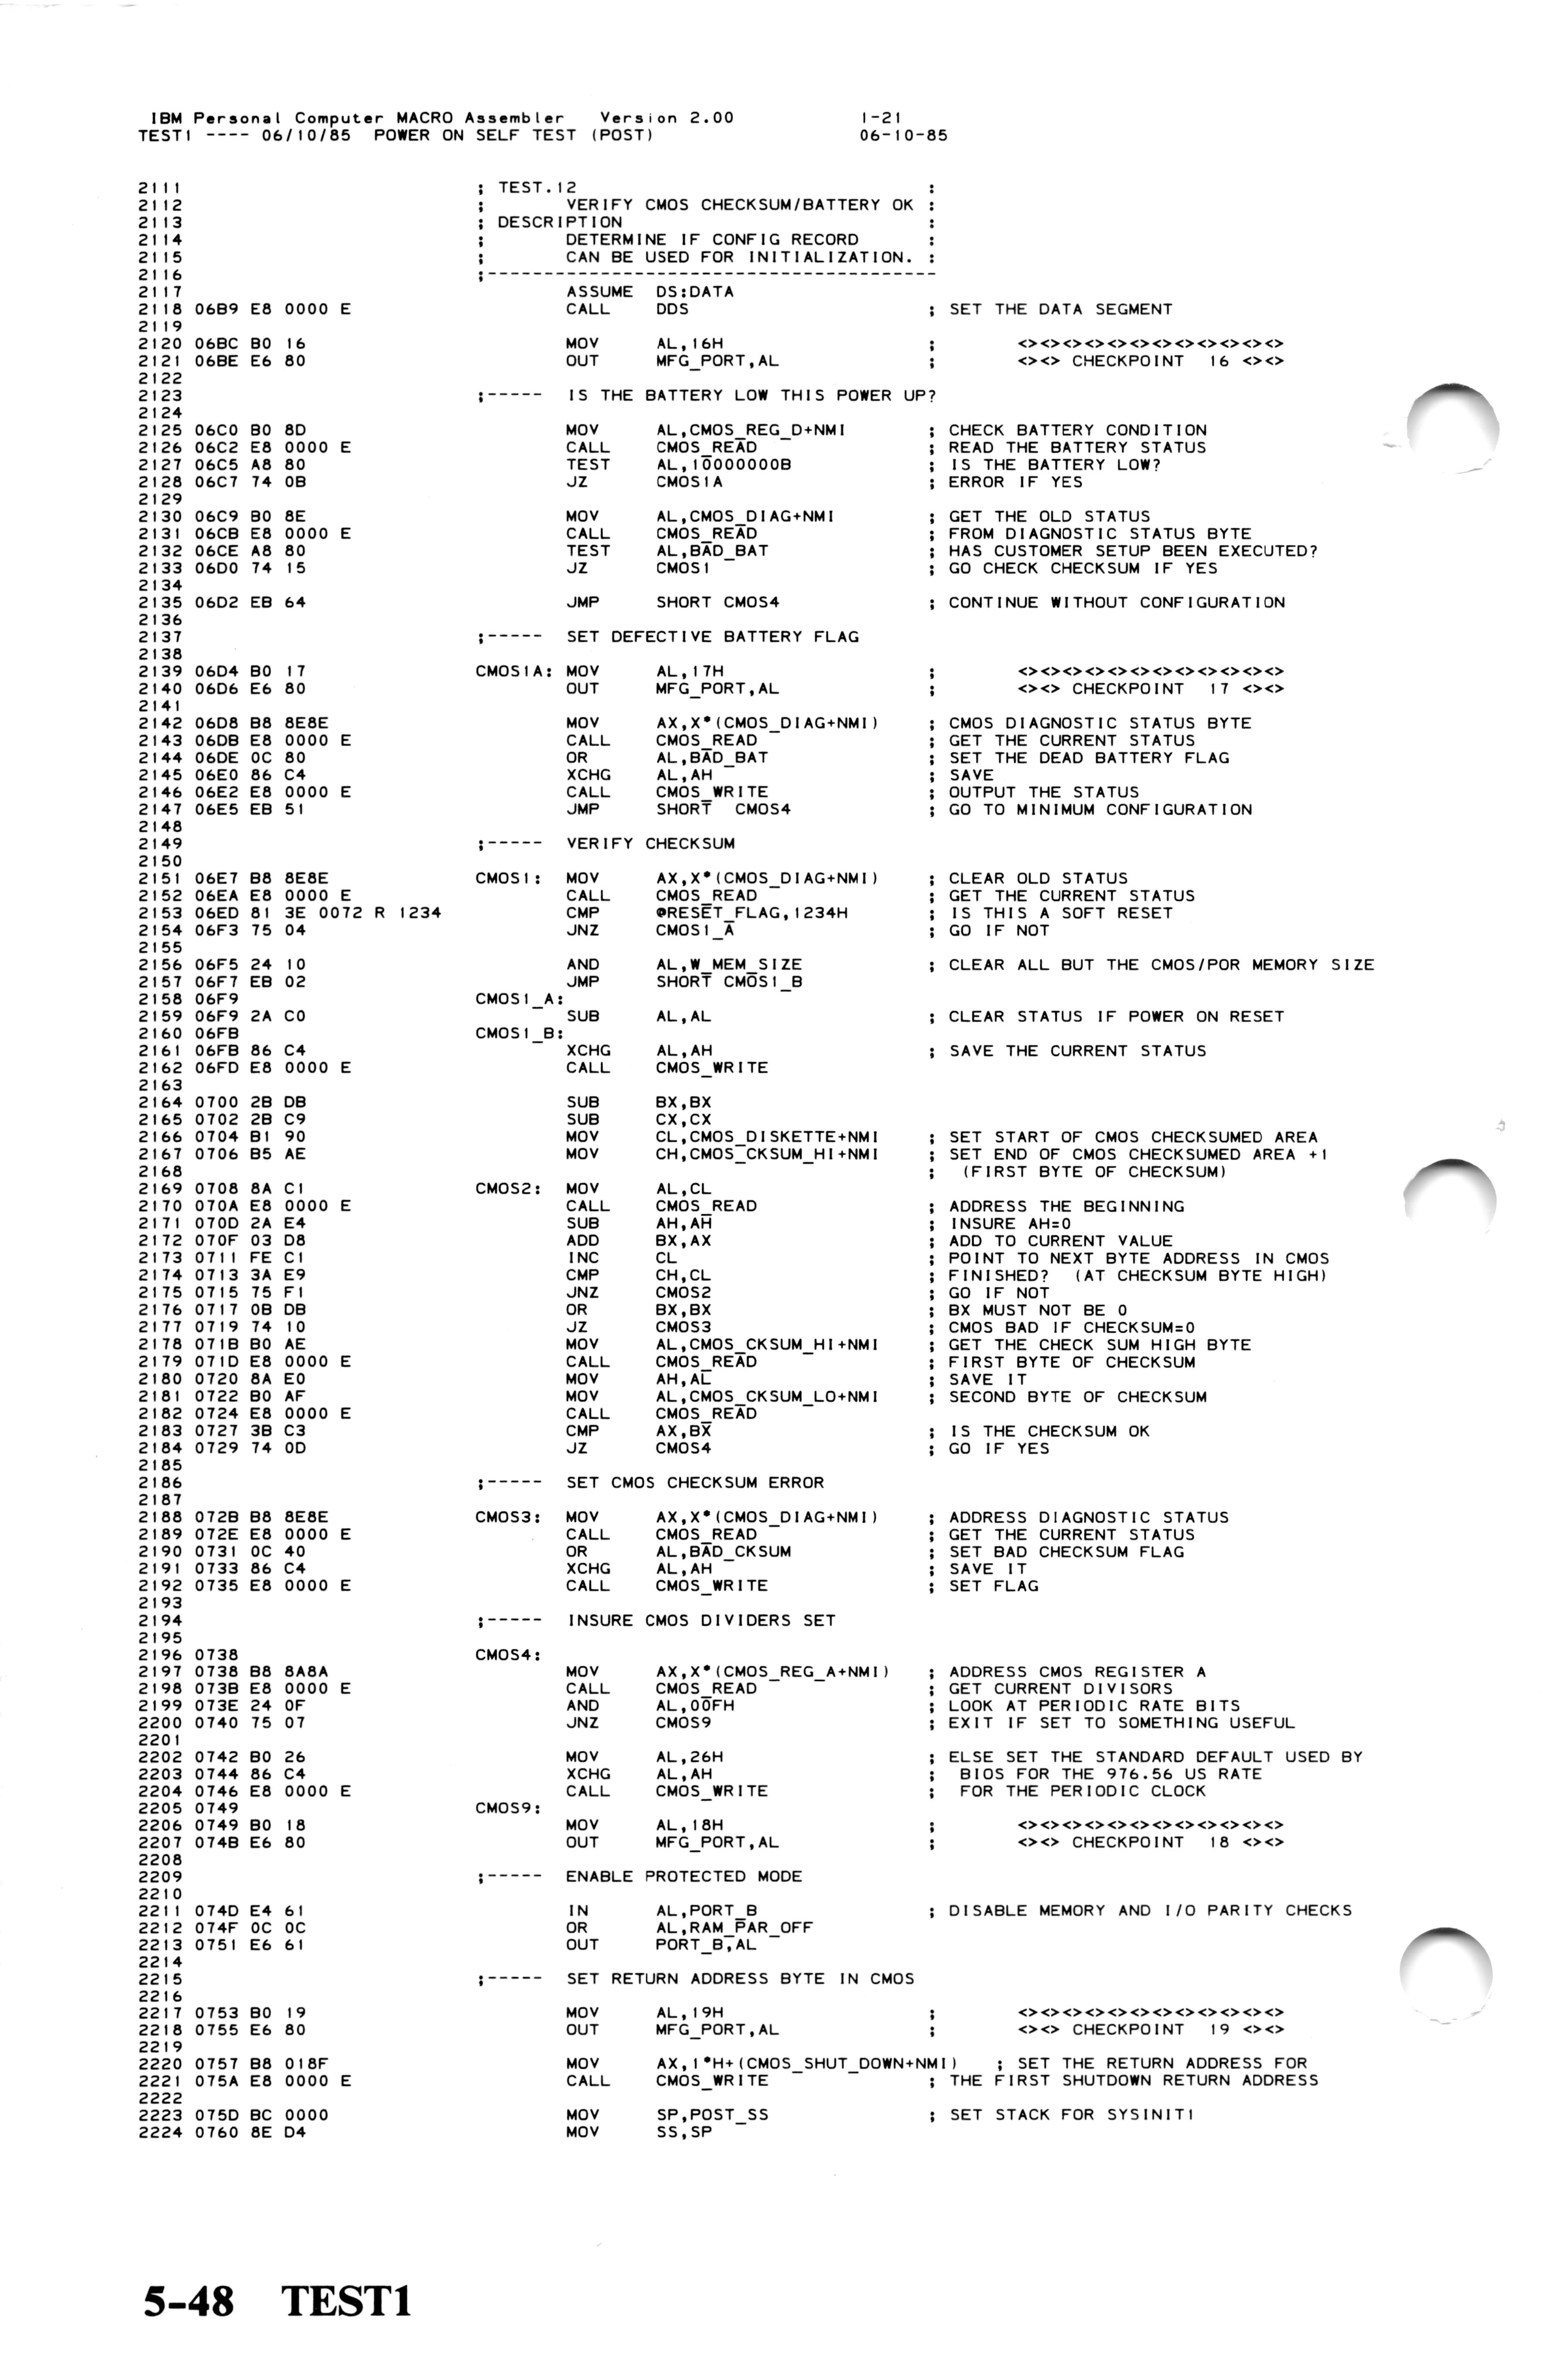 IBM Personal Computer MACRO Assembler   Version 2.00            1-21
TEST1 ---- 06/10/85  POWER ON SELF TEST (POST)                  06-10-85
2111                          ; TEST.12                                :
2112                          ;       VERIFY CMOS CHECKSUM/BATTERY OK :
2113                          ; DESCRIPTION                            :
2114                          ;       DETERMINE IF CONFIG RECORD       :
2115                          ;       CAN BE USED FOR INITIALIZATION. :
2116                          ;----------------------------------------
2117                                  ASSUME  DS:DATA
2118 06B9 E8 0000 E                   CALL    DDS                     ; SET THE DATA SEGMENT
2119
2120 06BC B0 16                       MOV     AL,16H                  ;       <><><><><><><><><><><><>
2121 06BE E6 80                       OUT     MFG_PORT,AL             ;       <><> CHECKPOINT  16 <><>
2122
2123                          ;-----  IS THE BATTERY LOW THIS POWER UP?
2124
2125 06C0 B0 8D                       MOV     AL,CMOS_REG_D+NMI       ; CHECK BATTERY CONDITION
2126 06C2 E8 0000 E                   CALL    CMOS_READ               ; READ THE BATTERY STATUS
2127 06C5 A8 80                       TEST    AL,10000000B            ; IS THE BATTERY LOW?
2128 06C7 74 0B                       JZ      CMOS1A                  ; ERROR IF YES
2129
2130 06C9 B0 8E                       MOV     AL,CMOS_DIAG+NMI        ; GET THE OLD STATUS
2131 06CB E8 0000 E                   CALL    CMOS_READ               ; FROM DIAGNOSTIC STATUS BYTE
2132 06CE A8 80                       TEST    AL,BAD_BAT              ; HAS CUSTOMER SETUP BEEN EXECUTED?
2133 06D0 74 15                       JZ      CMOS1                   ; GO CHECK CHECKSUM IF YES
2134
2135 06D2 EB 64                       JMP     SHORT CMOS4             ; CONTINUE WITHOUT CONFIGURATION
2136
2137                          ;-----  SET DEFECTIVE BATTERY FLAG
2138
2139 06D4 B0 17               CMOS1A: MOV     AL,17H                  ;       <><><><><><><><><><><><>
2140 06D6 E6 80                       OUT     MFG_PORT,AL             ;       <><> CHECKPOINT  17 <><>
2141
2142 06D8 B8 8E8E                     MOV     AX,X*(CMOS_DIAG+NMI)    ; CMOS DIAGNOSTIC STATUS BYTE
2143 06DB E8 0000 E                   CALL    CMOS_READ               ; GET THE CURRENT STATUS
2144 06DE 0C 80                       OR      AL,BAD_BAT              ; SET THE DEAD BATTERY FLAG
2145 06E0 86 C4                       XCHG    AL,AH                   ; SAVE
2146 06E2 E8 0000 E                   CALL    CMOS_WRITE              ; OUTPUT THE STATUS
2147 06E5 EB 51                       JMP     SHORT  CMOS4            ; GO TO MINIMUM CONFIGURATION
2148
2149                          ;-----  VERIFY CHECKSUM
2150
2151 06E7 B8 8E8E             CMOS1:  MOV     AX,X*(CMOS_DIAG+NMI)    ; CLEAR OLD STATUS
2152 06EA E8 0000 E                   CALL    CMOS_READ               ; GET THE CURRENT STATUS
2153 06ED 81 3E 0072 R 1234           CMP     @RESET_FLAG,1234H       ; IS THIS A SOFT RESET
2154 06F3 75 04                       JNZ     CMOS1_A                 ; GO IF NOT
2155
2156 06F5 24 10                       AND     AL,W_MEM_SIZE           ; CLEAR ALL BUT THE CMOS/POR MEMORY SIZE
2157 06F7 EB 02                       JMP     SHORT CMOS1_B
2158 06F9                     CMOS1_A:
2159 06F9 2A C0                       SUB     AL,AL                   ; CLEAR STATUS IF POWER ON RESET
2160 06FB                     CMOS1_B:
2161 06FB 86 C4                       XCHG    AL,AH                   ; SAVE THE CURRENT STATUS
2162 06FD E8 0000 E                   CALL    CMOS_WRITE
2163
2164 0700 2B DB                       SUB     BX,BX
2165 0702 2B C9                       SUB     CX,CX
2166 0704 B1 90                       MOV     CL,CMOS_DISKETTE+NMI    ; SET START OF CMOS CHECKSUMED AREA
2167 0706 B5 AE                       MOV     CH,CMOS_CKSUM_HI+NMI    ; SET END OF CMOS CHECKSUMED AREA +1
2168                                                                  ;  (FIRST BYTE OF CHECKSUM)
2169 0708 8A C1               CMOS2:  MOV     AL,CL
2170 070A E8 0000 E                   CALL    CMOS_READ               ; ADDRESS THE BEGINNING
2171 070D 2A E4                       SUB     AH,AH                   ; INSURE AH=0
2172 070F 03 D8                       ADD     BX,AX                   ; ADD TO CURRENT VALUE
2173 0711 FE C1                       INC     CL                      ; POINT TO NEXT BYTE ADDRESS IN CMOS
2174 0713 3A E9                       CMP     CH,CL                   ; FINISHED?  (AT CHECKSUM BYTE HIGH)
2175 0715 75 F1                       JNZ     CMOS2                   ; GO IF NOT
2176 0717 0B DB                       OR      BX,BX                   ; BX MUST NOT BE 0
2177 0719 74 10                       JZ      CMOS3                   ; CMOS BAD IF CHECKSUM=0
2178 071B B0 AE                       MOV     AL,CMOS_CKSUM_HI+NMI    ; GET THE CHECK SUM HIGH BYTE
2179 071D E8 0000 E                   CALL    CMOS_READ               ; FIRST BYTE OF CHECKSUM
2180 0720 8A E0                       MOV     AH,AL                   ; SAVE IT
2181 0722 B0 AF                       MOV     AL,CMOS_CKSUM_LO+NMI    ; SECOND BYTE OF CHECKSUM
2182 0724 E8 0000 E                   CALL    CMOS_READ
2183 0727 3B C3                       CMP     AX,BX                   ; IS THE CHECKSUM OK
2184 0729 74 0D                       JZ      CMOS4                   ; GO IF YES
2185
2186                          ;-----  SET CMOS CHECKSUM ERROR
2187
2188 072B B8 8E8E             CMOS3:  MOV     AX,X*(CMOS_DIAG+NMI)    ; ADDRESS DIAGNOSTIC STATUS
2189 072E E8 0000 E                   CALL    CMOS_READ               ; GET THE CURRENT STATUS
2190 0731 0C 40                       OR      AL,BAD_CKSUM            ; SET BAD CHECKSUM FLAG
2191 0733 86 C4                       XCHG    AL,AH                   ; SAVE IT
2192 0735 E8 0000 E                   CALL    CMOS_WRITE              ; SET FLAG
2193
2194                          ;-----  INSURE CMOS DIVIDERS SET
2195
2196 0738                     CMOS4:
2197 0738 B8 8A8A                     MOV     AX,X*(CMOS_REG_A+NMI)   ; ADDRESS CMOS REGISTER A
2198 073B E8 0000 E                   CALL    CMOS_READ               ; GET CURRENT DIVISORS
2199 073E 24 0F                       AND     AL,00FH                 ; LOOK AT PERIODIC RATE BITS
2200 0740 75 07                       JNZ     CMOS9                   ; EXIT IF SET TO SOMETHING USEFUL
2201
2202 0742 B0 26                       MOV     AL,26H                  ; ELSE SET THE STANDARD DEFAULT USED BY
2203 0744 86 C4                       XCHG    AL,AH                   ;  BIOS FOR THE 976.56 US RATE
2204 0746 E8 0000 E                   CALL    CMOS_WRITE              ;  FOR THE PERIODIC CLOCK
2205 0749                     CMOS9:
2206 0749 B0 18                       MOV     AL,18H                  ;       <><><><><><><><><><><><>
2207 074B E6 80                       OUT     MFG_PORT,AL             ;       <><> CHECKPOINT  18 <><>
2208
2209                          ;-----  ENABLE PROTECTED MODE
2210
2211 074D E4 61                       IN      AL,PORT_B               ; DISABLE MEMORY AND I/O PARITY CHECKS
2212 074F 0C 0C                       OR      AL,RAM_PAR_OFF
2213 0751 E6 61                       OUT     PORT_B,AL
2214
2215                          ;-----  SET RETURN ADDRESS BYTE IN CMOS
2216
2217 0753 B0 19                       MOV     AL,19H                  ;       <><><><><><><><><><><><>
2218 0755 E6 80                       OUT     MFG_PORT,AL             ;       <><> CHECKPOINT  19 <><>
2219
2220 0757 B8 018F                     MOV     AX,1*H+(CMOS_SHUT_DOWN+NMI)   ; SET THE RETURN ADDRESS FOR
2221 075A E8 0000 E                   CALL    CMOS_WRITE              ; THE FIRST SHUTDOWN RETURN ADDRESS
2222
2223 075D BC 0000                     MOV     SP,POST_SS              ; SET STACK FOR SYSINIT1
2224 0760 8E D4                       MOV     SS,SP
5-48 TEST1